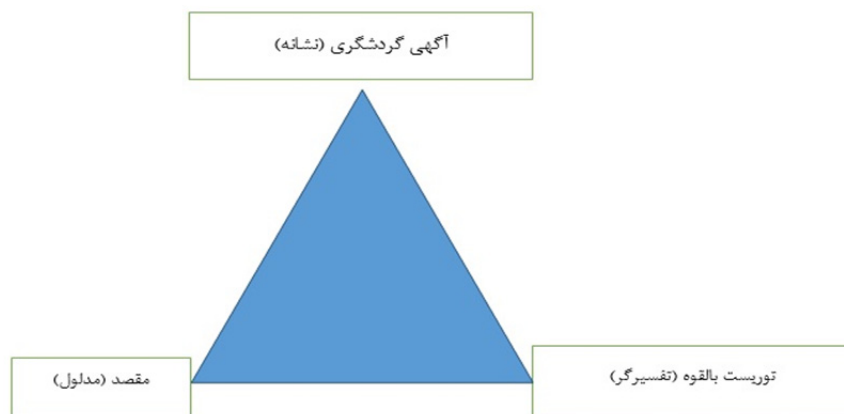 آگهی گردشگری (نشانه)
توریست بالقوه (تفسیرگر)
مقصد (مدلول)